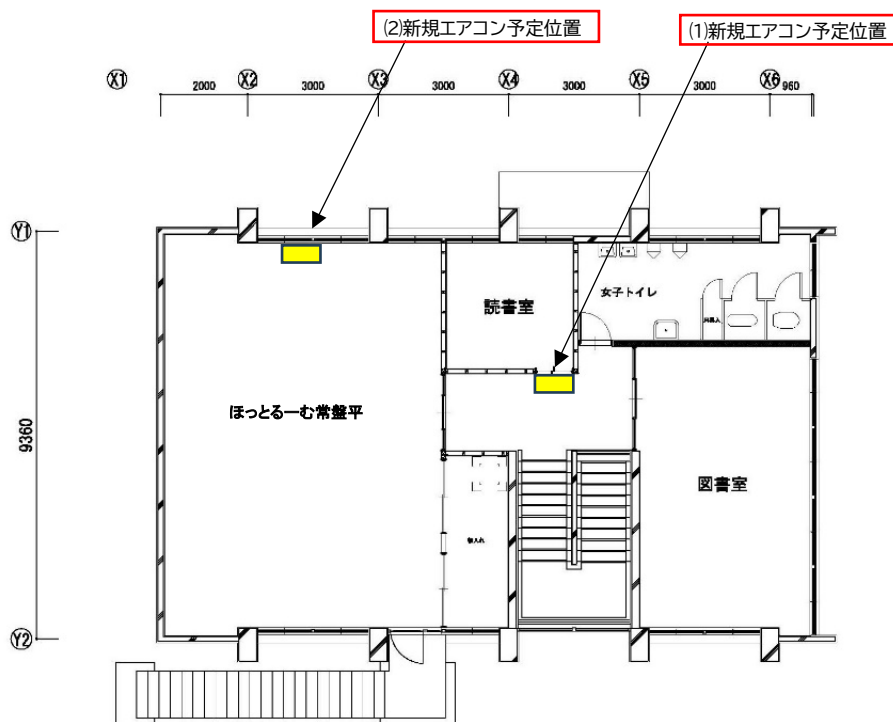 (2)新規エアコン予定位置
(1)新規エアコン予定位置
X1 X2 X3 X4 X5 X6
2000 3000 3000 3000 3000 960
Y1
女子トイレ
読書室
ほっとるーむ常盤平
9360
図書室
物入れ
Y2